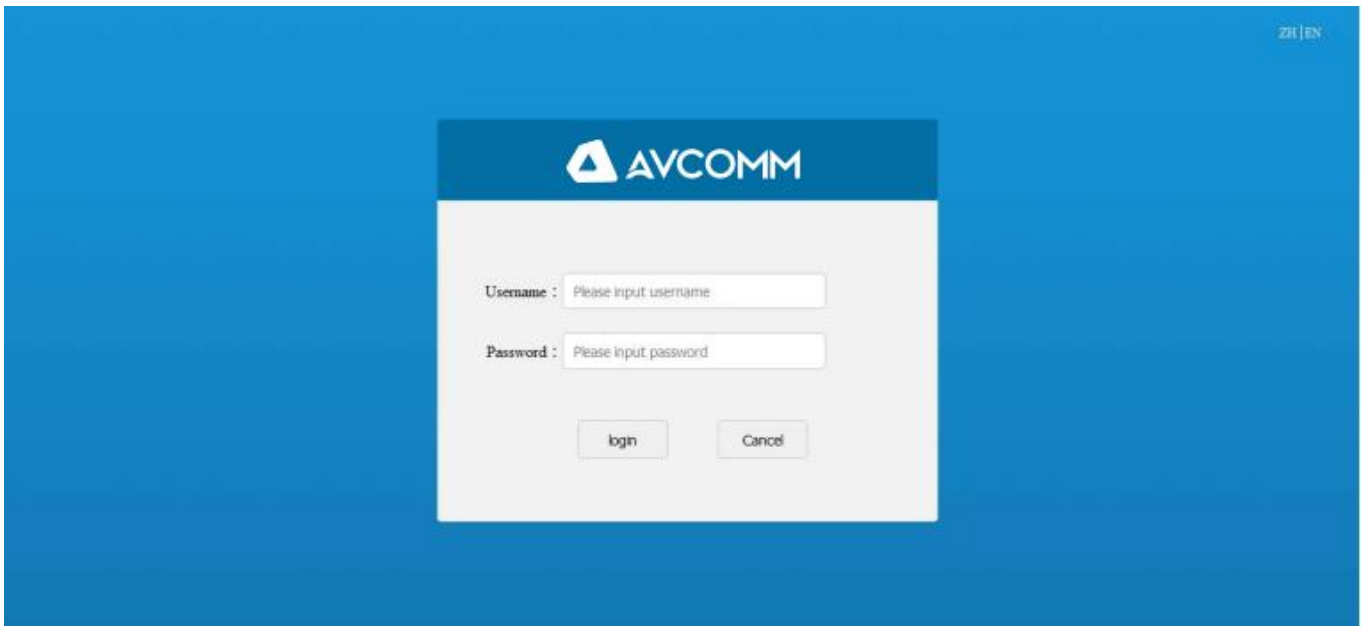 ZH|EN
AVCOMM
Username :
Please input username
Password :
Please input password
login Cancel